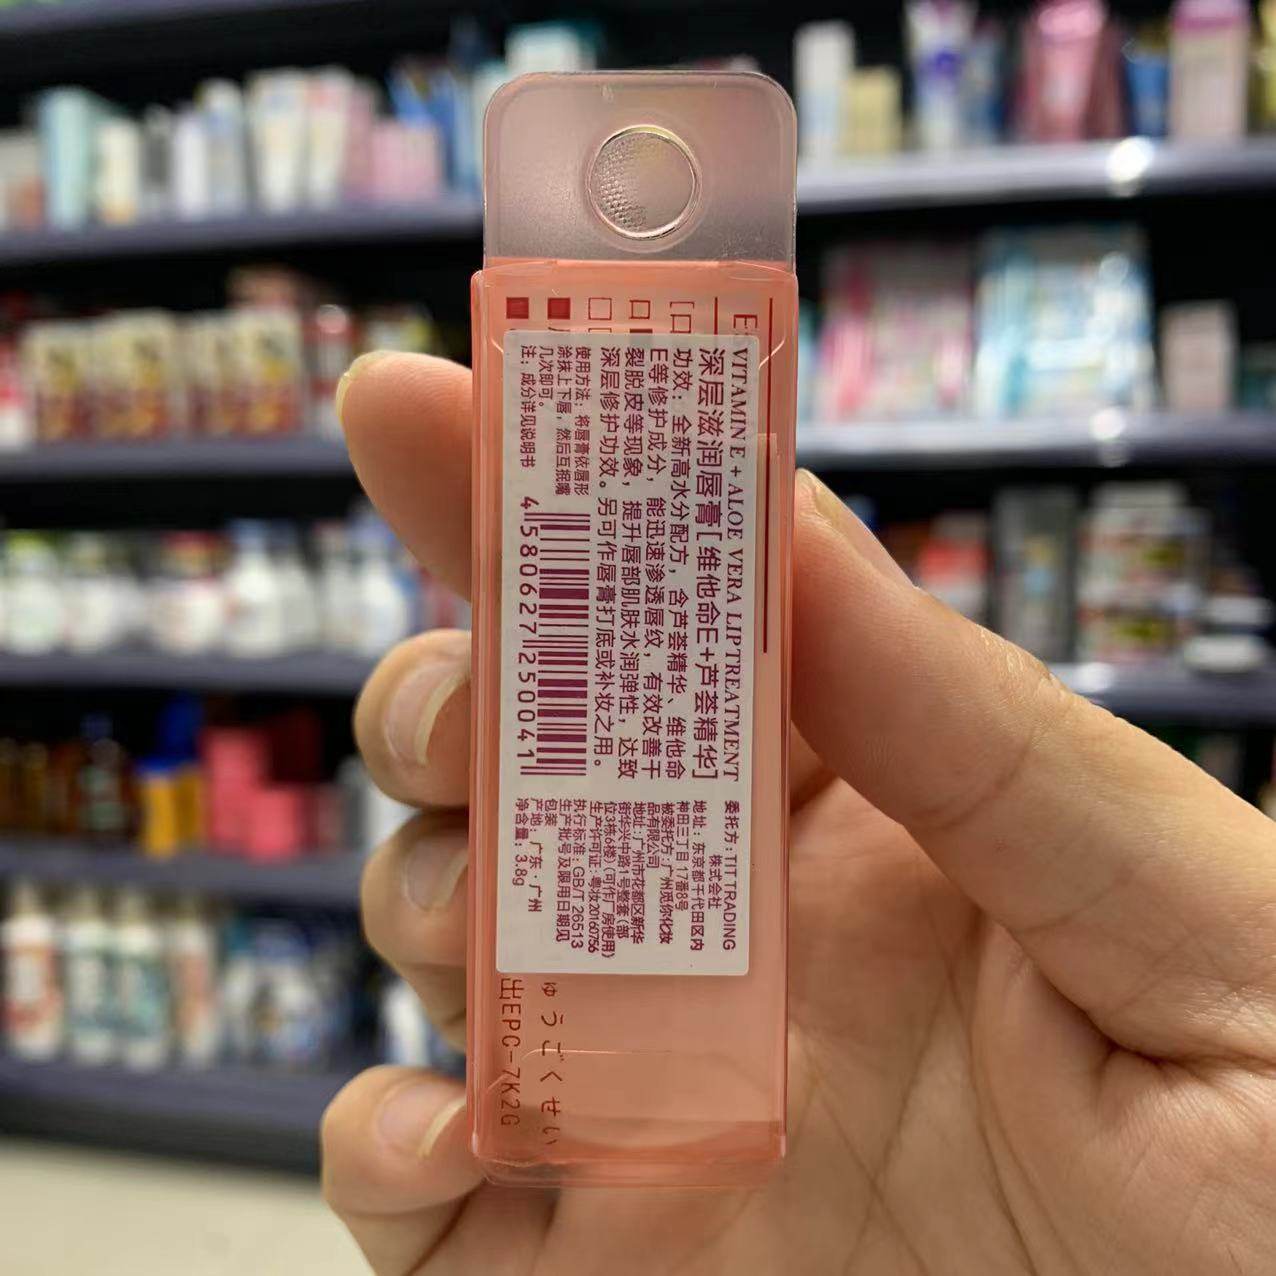 VITAMIN E + ALOE VERA LIP TREATMENT
深层滋润唇膏[维他命E+芦荟精华]
功效：全新高水分配方，含芦荟精华、维他命
E等修护成分，能迅速渗透唇纹，有效改善干
裂脱皮等现象，提升唇部肌肤水润弹性，达致
深层修护功效。另可作唇膏打底或补妆之用。
使用方法：将唇膏依唇形
涂抹上下唇，然后互抿嘴
几次即可。
注：成分详见说明书
4580627250041
委托方：TIT TRADING
株式会社
地址：东京都千代田区内
神田三丁目 17番8号
被委托方：广州觅你化妆
品有限公司
地址：广州市花都区新华
街华兴中路1号整套（部
位3栋6楼）（可作厂房使用）
生产许可证：粤妆20160756
执行标准：GB/T 26513
生产批号及限用日期见
包装
产地：广东·广州
净含量：3.8g
ゅうごくせい
出EPC-7K2G